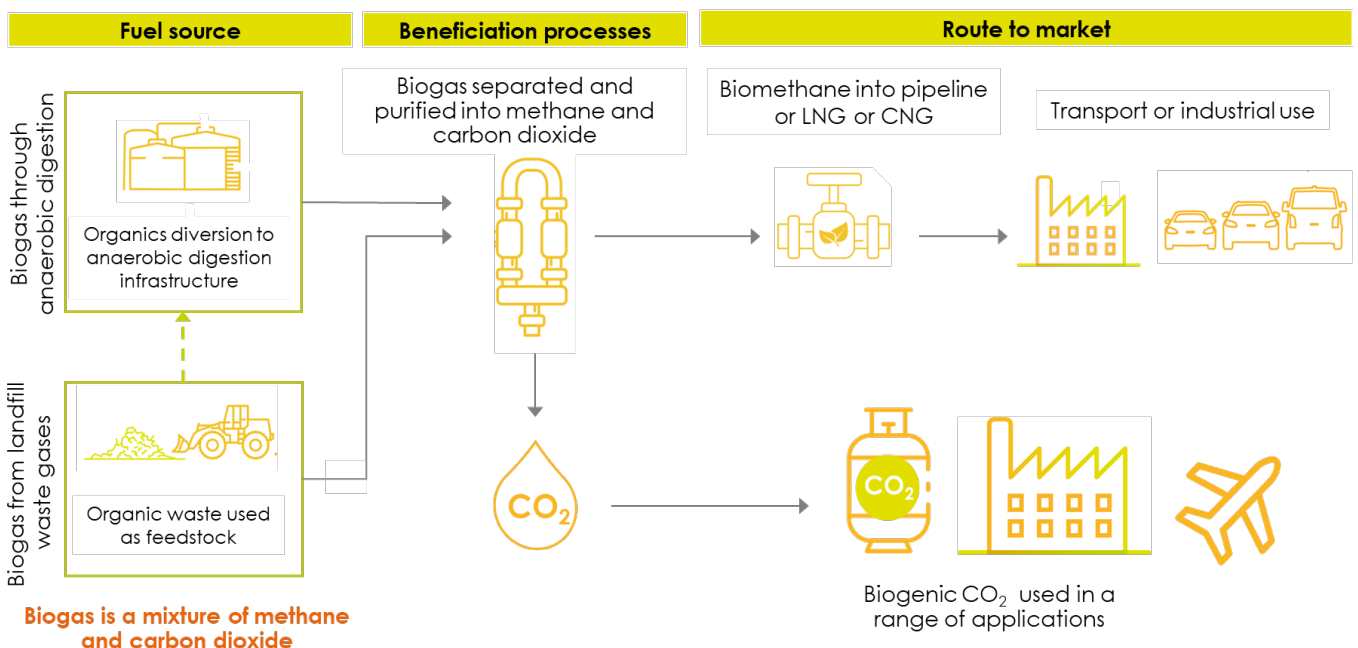 Fuel source
Beneficiation processes
Route to market
Biogas through
anaerobic digestion
Organics diversion to
anaerobic digestion
infrastructure
Biogas separated and
purified into methane and
carbon dioxide
Biomethane into pipeline
or LNG or CNG
Transport or industrial use
Biogas from landfill
waste gases
Organic waste used
as feedstock
Biogas is a mixture of methane
and carbon dioxide
CO₂
CO₂
Biogenic CO₂ used in a
range of applications